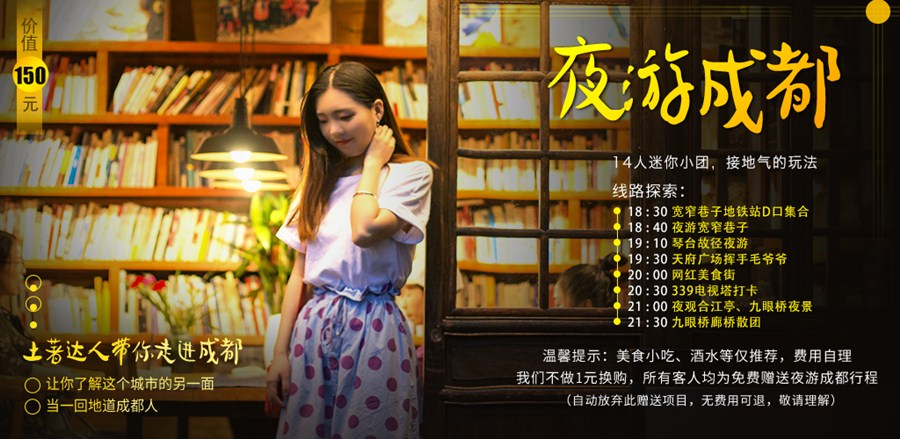 价值
150
元
夜游成都
14人迷你小团，接地气的玩法
线路探索：
18:30 宽窄巷子地铁站D口集合
18:40 夜游宽窄巷子
19:10 琴台故径夜游
19:30 天府广场挥手毛爷爷
20:00 网红美食街
20:30 339电视塔打卡
21:00 夜观合江亭、九眼桥夜景
21:30 九眼桥廊桥散团
土著达人带你走进成都
让你了解这个城市的另一面
当一回地道成都人
温馨提示：美食小吃、酒水等仅推荐，费用自理
我们不做1元换购，所有客人均为免费赠送夜游成都行程
（自动放弃此赠送项目，无费用可退，敬请理解）